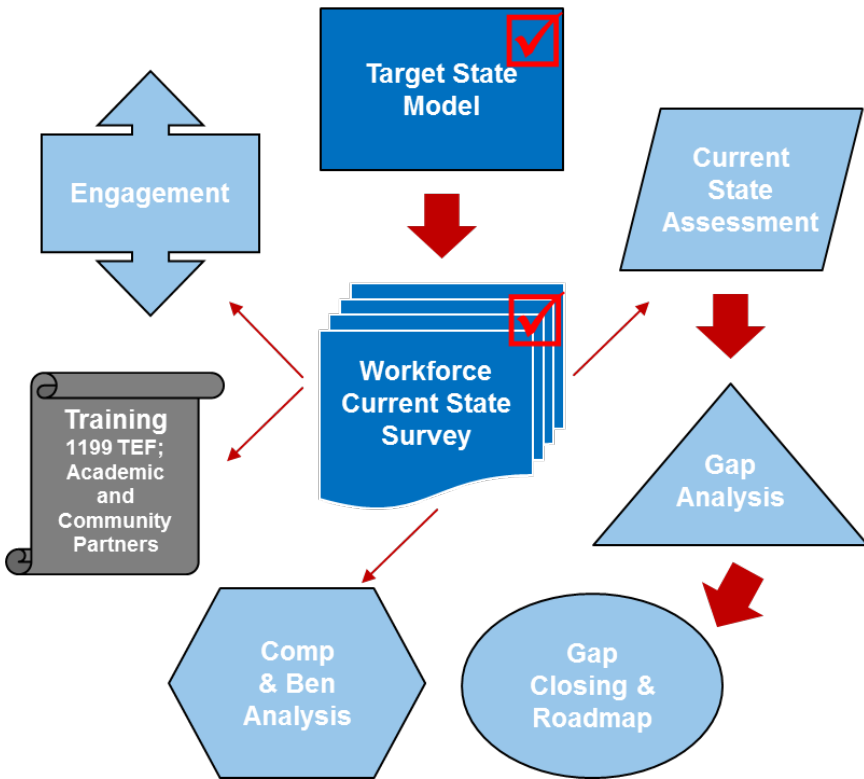 Target State
Model
Engagement
Current
State
Assessment
Workforce
Current State
Survey
Training
1199 TEF;
Academic
and
Community
Partners
Gap
Analysis
Comp
& Ben
Analysis
Gap
Closing &
Roadmap